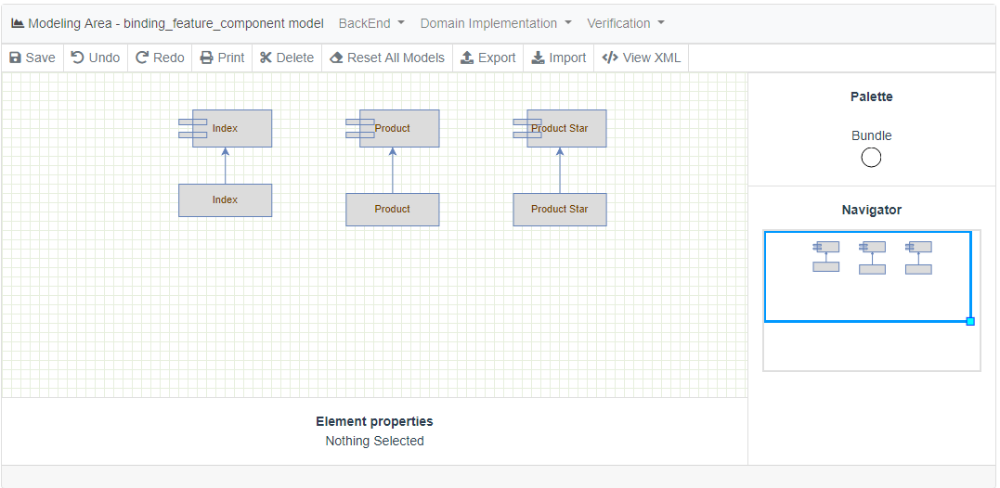 Modeling Area - binding_feature_component model BackEnd Domain Implementation Verification
Save Undo Redo Print Delete Reset All Models Export Import View XML
Index Product Product Star
Index Product Product Star
Palette
Bundle
Navigator
Element properties
Nothing Selected